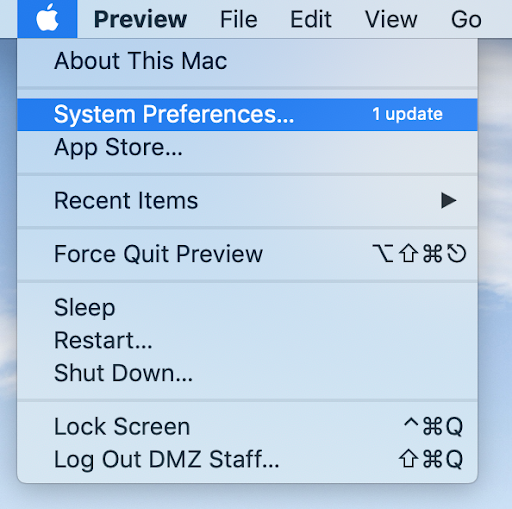 Preview File Edit View Go
About This Mac
System Preferences... 1 update
App Store...
Recent Items ▶
Force Quit Preview ⌥⇧⌘⎋
Sleep
Restart...
Shut Down...
Lock Screen ^⌘Q
Log Out DMZ Staff... ⇧⌘Q